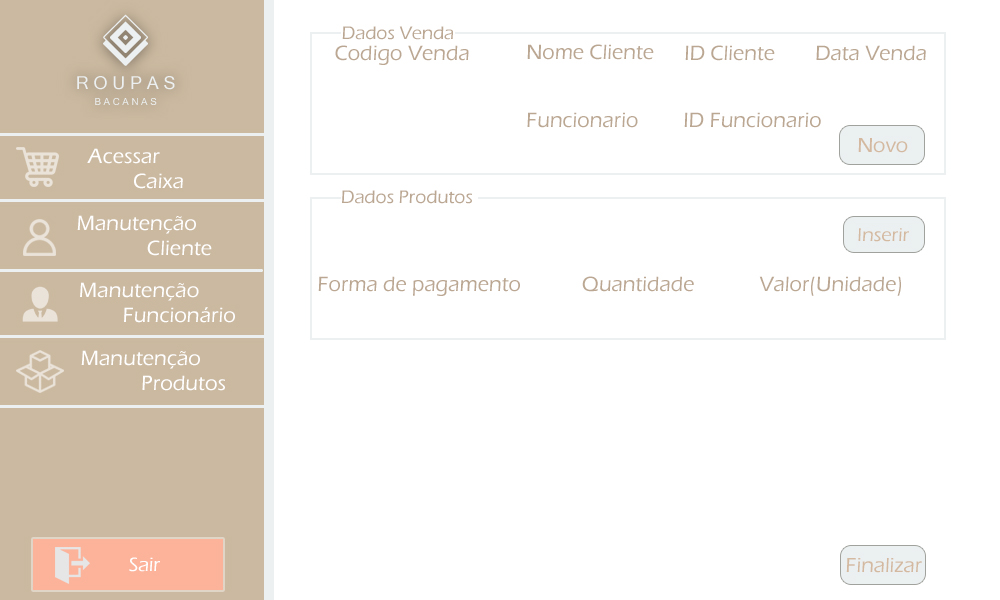 ROUPAS
BACANAS
Acessar
Caixa
Manutenção
Cliente
Manutenção
Funcionário
Manutenção
Produtos
Sair
Dados Venda
Codigo Venda Nome Cliente ID Cliente Data Venda
Funcionario ID Funcionario
Novo
Dados Produtos
Inserir
Forma de pagamento Quantidade Valor(Unidade)
Finalizar